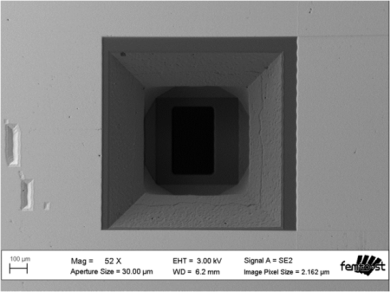 100 µm
Mag = 52 X
EHT = 3.00 kV
Signal A = SE2
Aperture Size = 30.00 µm
WD = 6.2 mm
Image Pixel Size = 2.162 µm